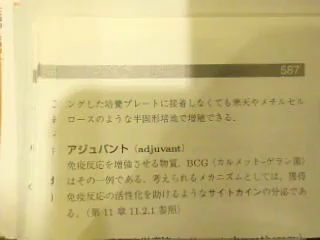 587
ングした培養プレートに接着しなくても寒天やメチルセル
ロースのような半固形培地で増殖できる.
アジュバント (adjuvant)
免疫反応を増強させる物質. BCG (カルメット-ゲラン菌)
はその一例である. 考えられるメカニズムとしては, 獲得
免疫反応の活性化を助けるようなサイトカインの分泌であ
る. (第11章 11.2.1 参照)